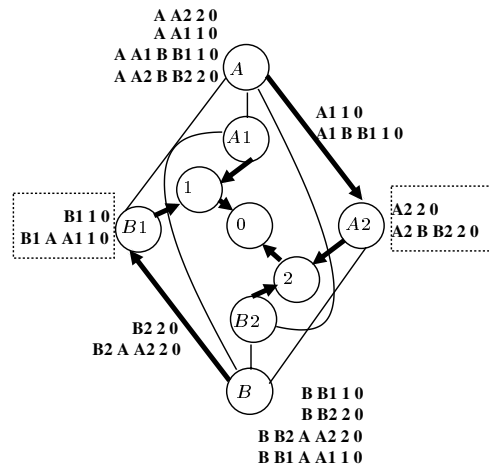 A A2 2 0
A A1 1 0
A A1 B B1 1 0
A A2 B B2 2 0
A
A1 1 0
A1 B B1 1 0
A1
1
B1 1 0
B1 A A1 1 0
B1
0
A2
A2 2 0
A2 B B2 2 0
2
B2
B2 2 0
B2 A A2 2 0
B
B B1 1 0
B B2 2 0
B B2 A A2 2 0
B B1 A A1 1 0